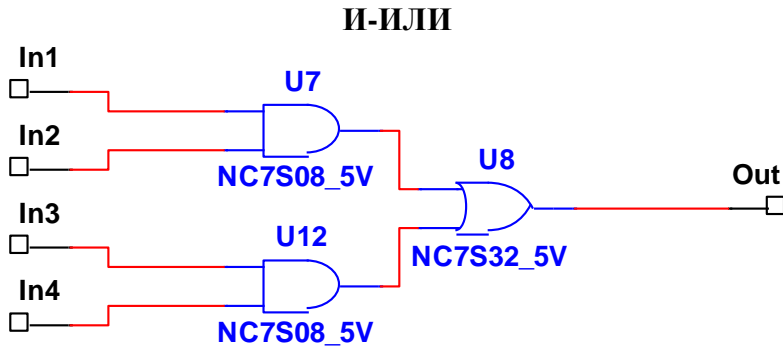 И-ИЛИ
In1
U7
In2
NC7S08_5V
U8
Out
In3
U12
NC7S32_5V
In4
NC7S08_5V